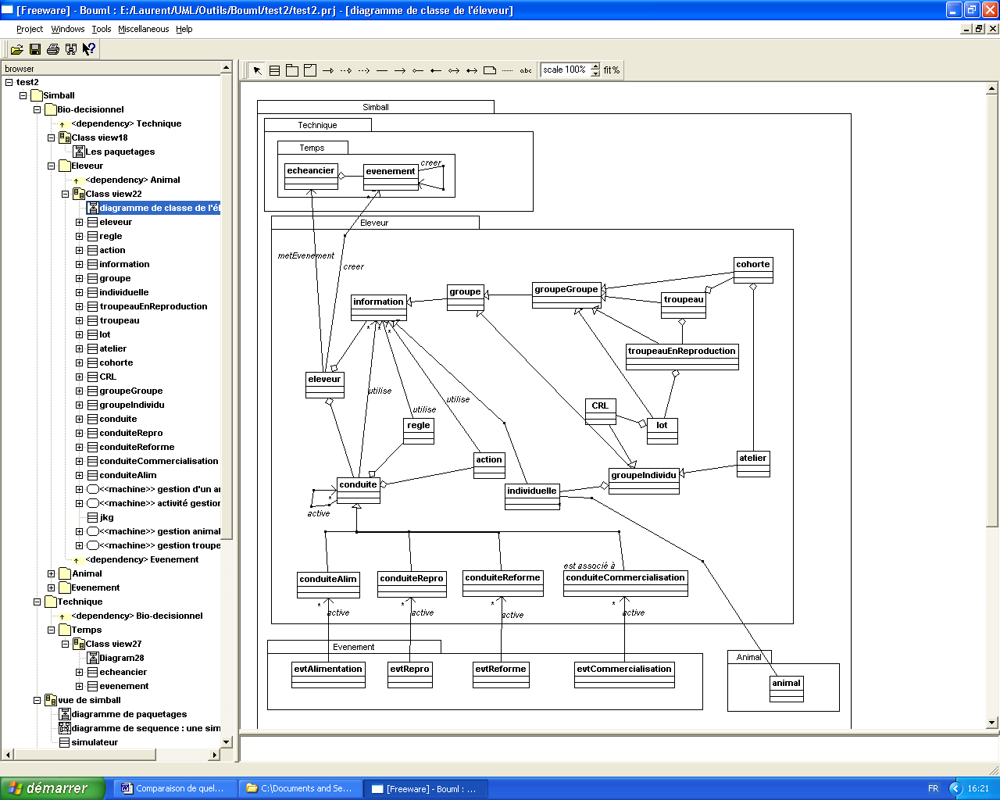 [Freeware] - Bouml : E:/Laurent/UML/Outils/Bouml/test2/test2.prj - [diagramme de classe de l'éleveur]
Project Windows Tools Miscellaneous Help
browser
test2
Simball
Bio-decisionnel
<dependency> Technique
Class view18
Les paquetages
Eleveur
<dependency> Animal
Class view22
diagramme de classe de l'él
eleveur
regle
action
information
groupe
individuelle
troupeauEnReproduction
troupeau
lot
atelier
cohorte
CRL
groupeGroupe
groupeIndividu
conduite
conduiteRepro
conduiteReforme
conduiteCommercialisation
conduiteAlim
<<machine>> gestion d'un ar
<<machine>> activité gestion
jkg
<<machine>> gestion animal
<<machine>> gestion troupe
<dependency> Evenement
Animal
Evenement
Technique
<dependency> Bio-decisionnel
Temps
Class view27
Diagram28
echeancier
evenement
vue de simball
diagramme de paquetages
diagramme de sequence : une sim
simulateur
abc scale 100% fit%
Simball
Technique
Temps
echeancier evenement creer
*
Eleveur
metEvenement
creer
cohorte
information groupe groupeGroupe troupeau
* * *
troupeauEnReproduction
eleveur
utilise utilise utilise
CRL
regle lot
action atelier
conduite individuelle groupeIndividu
*
active
est associé à
conduiteAlim conduiteRepro conduiteReforme conduiteCommercialisation
* * * *
active active active active
Evenement Animal
evtAlimentation evtRepro evtReforme evtCommercialisation
animal
démarrer Comparaison de quel... C:\Documents and Se... [Freeware] - Bouml : ... FR 16:21